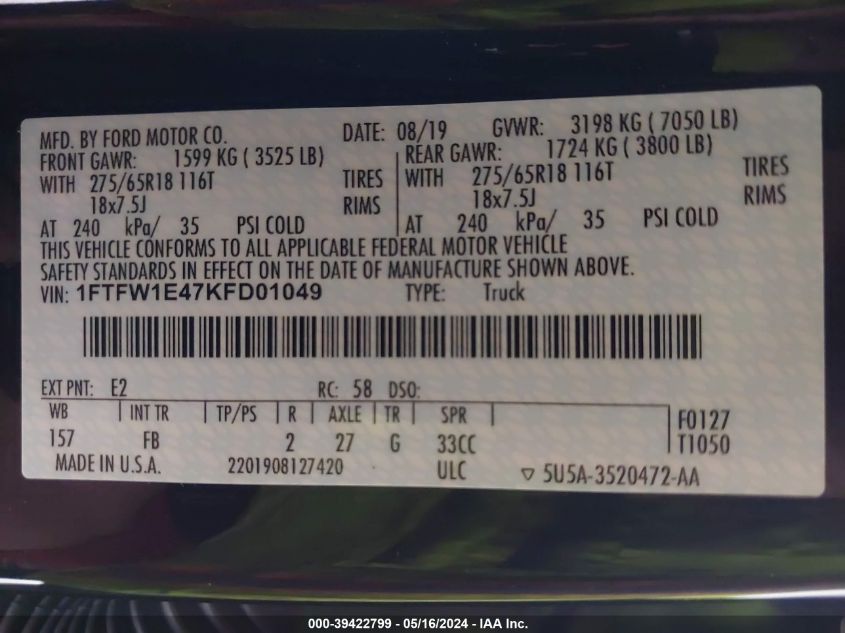 MFD. BY FORD MOTOR CO. DATE: 08/19 GVWR: 3198 KG ( 7050 LB)
FRONT GAWR: 1599 KG ( 3525 LB) REAR GAWR: 1724 KG ( 3800 LB)
WITH 275/65R18 116T TIRES WITH 275/65R18 116T TIRES
18x7.5J RIMS 18x7.5J RIMS
AT 240 kPa/ 35 PSI COLD AT 240 kPa/ 35 PSI COLD
THIS VEHICLE CONFORMS TO ALL APPLICABLE FEDERAL MOTOR VEHICLE
SAFETY STANDARDS IN EFFECT ON THE DATE OF MANUFACTURE SHOWN ABOVE.
VIN: 1FTFW1E47KFD01049 TYPE: Truck
EXT PNT: E2 RC: 58 DSO:
WB INT TR TP/PS R AXLE TR SPR F0127
157 FB 2 27 G 33CC T1050
MADE IN U.S.A. 2201908127420 ULC ▽ 5U5A-3520472-AA
000-39422799 - 05/16/2024 - IAA Inc.